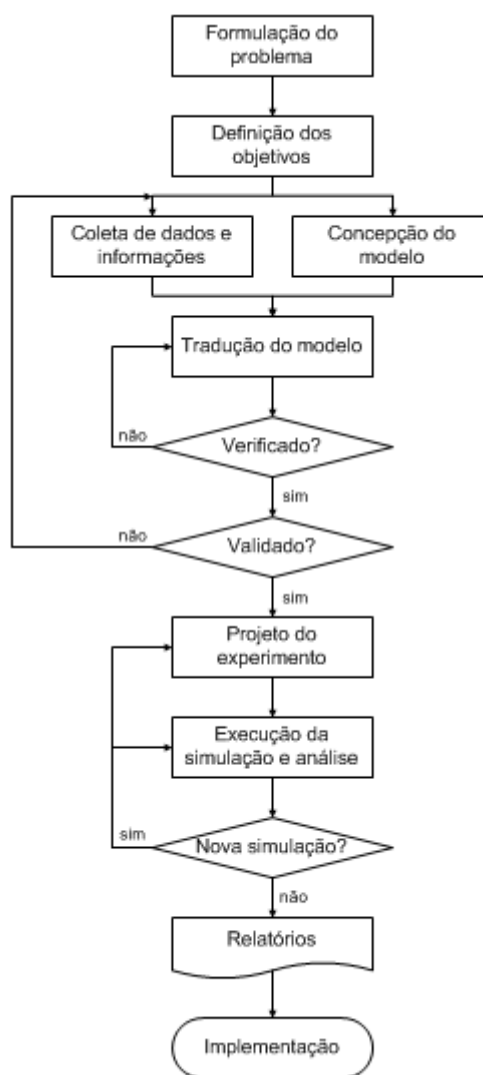 Formulação do
problema
Definição dos
objetivos
Coleta de dados e
informações
Concepção do
modelo
Tradução do modelo
não
Verificado?
sim
não
Validado?
sim
Projeto do
experimento
Execução da
simulação e análise
sim
Nova simulação?
não
Relatórios
Implementação